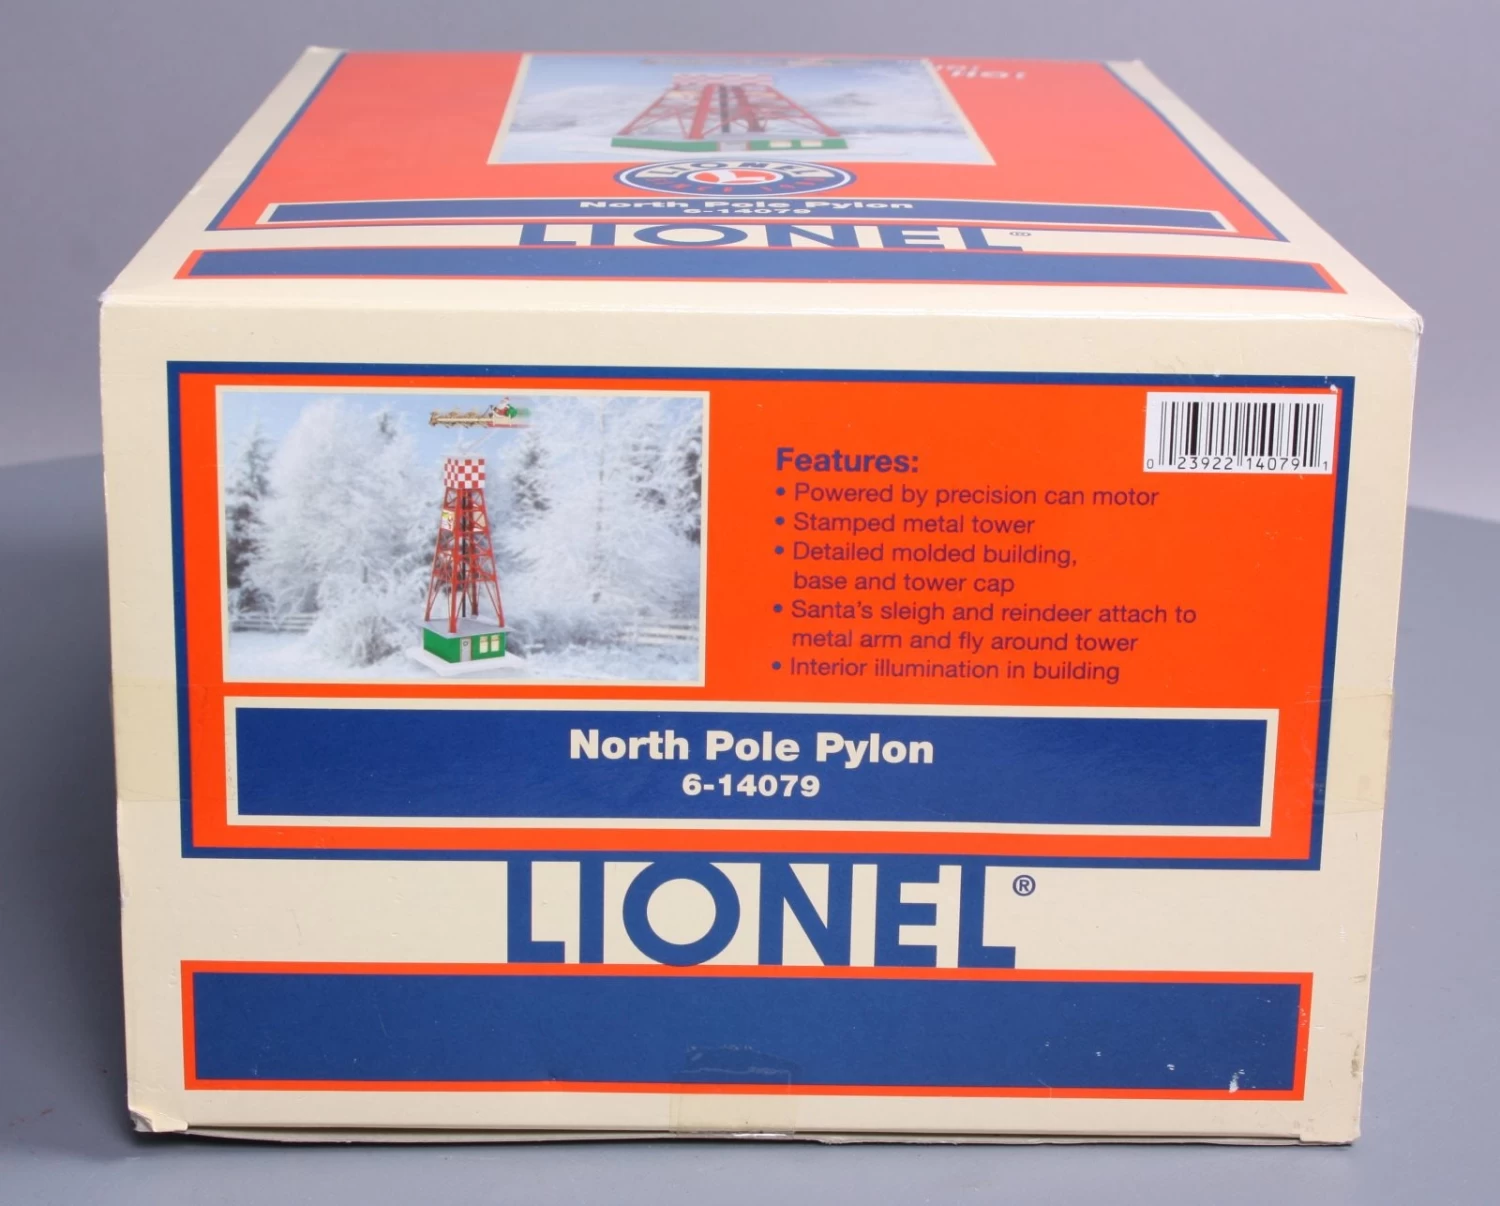 LIONEL
North Pole Pylon
6-14079
LIONEL®
Features:
• Powered by precision can motor
• Stamped metal tower
• Detailed molded building,
base and tower cap
• Santa's sleigh and reindeer attach to
metal arm and fly around tower
• Interior illumination in building
0 23922 14079 1
North Pole Pylon
6-14079
LIONEL®